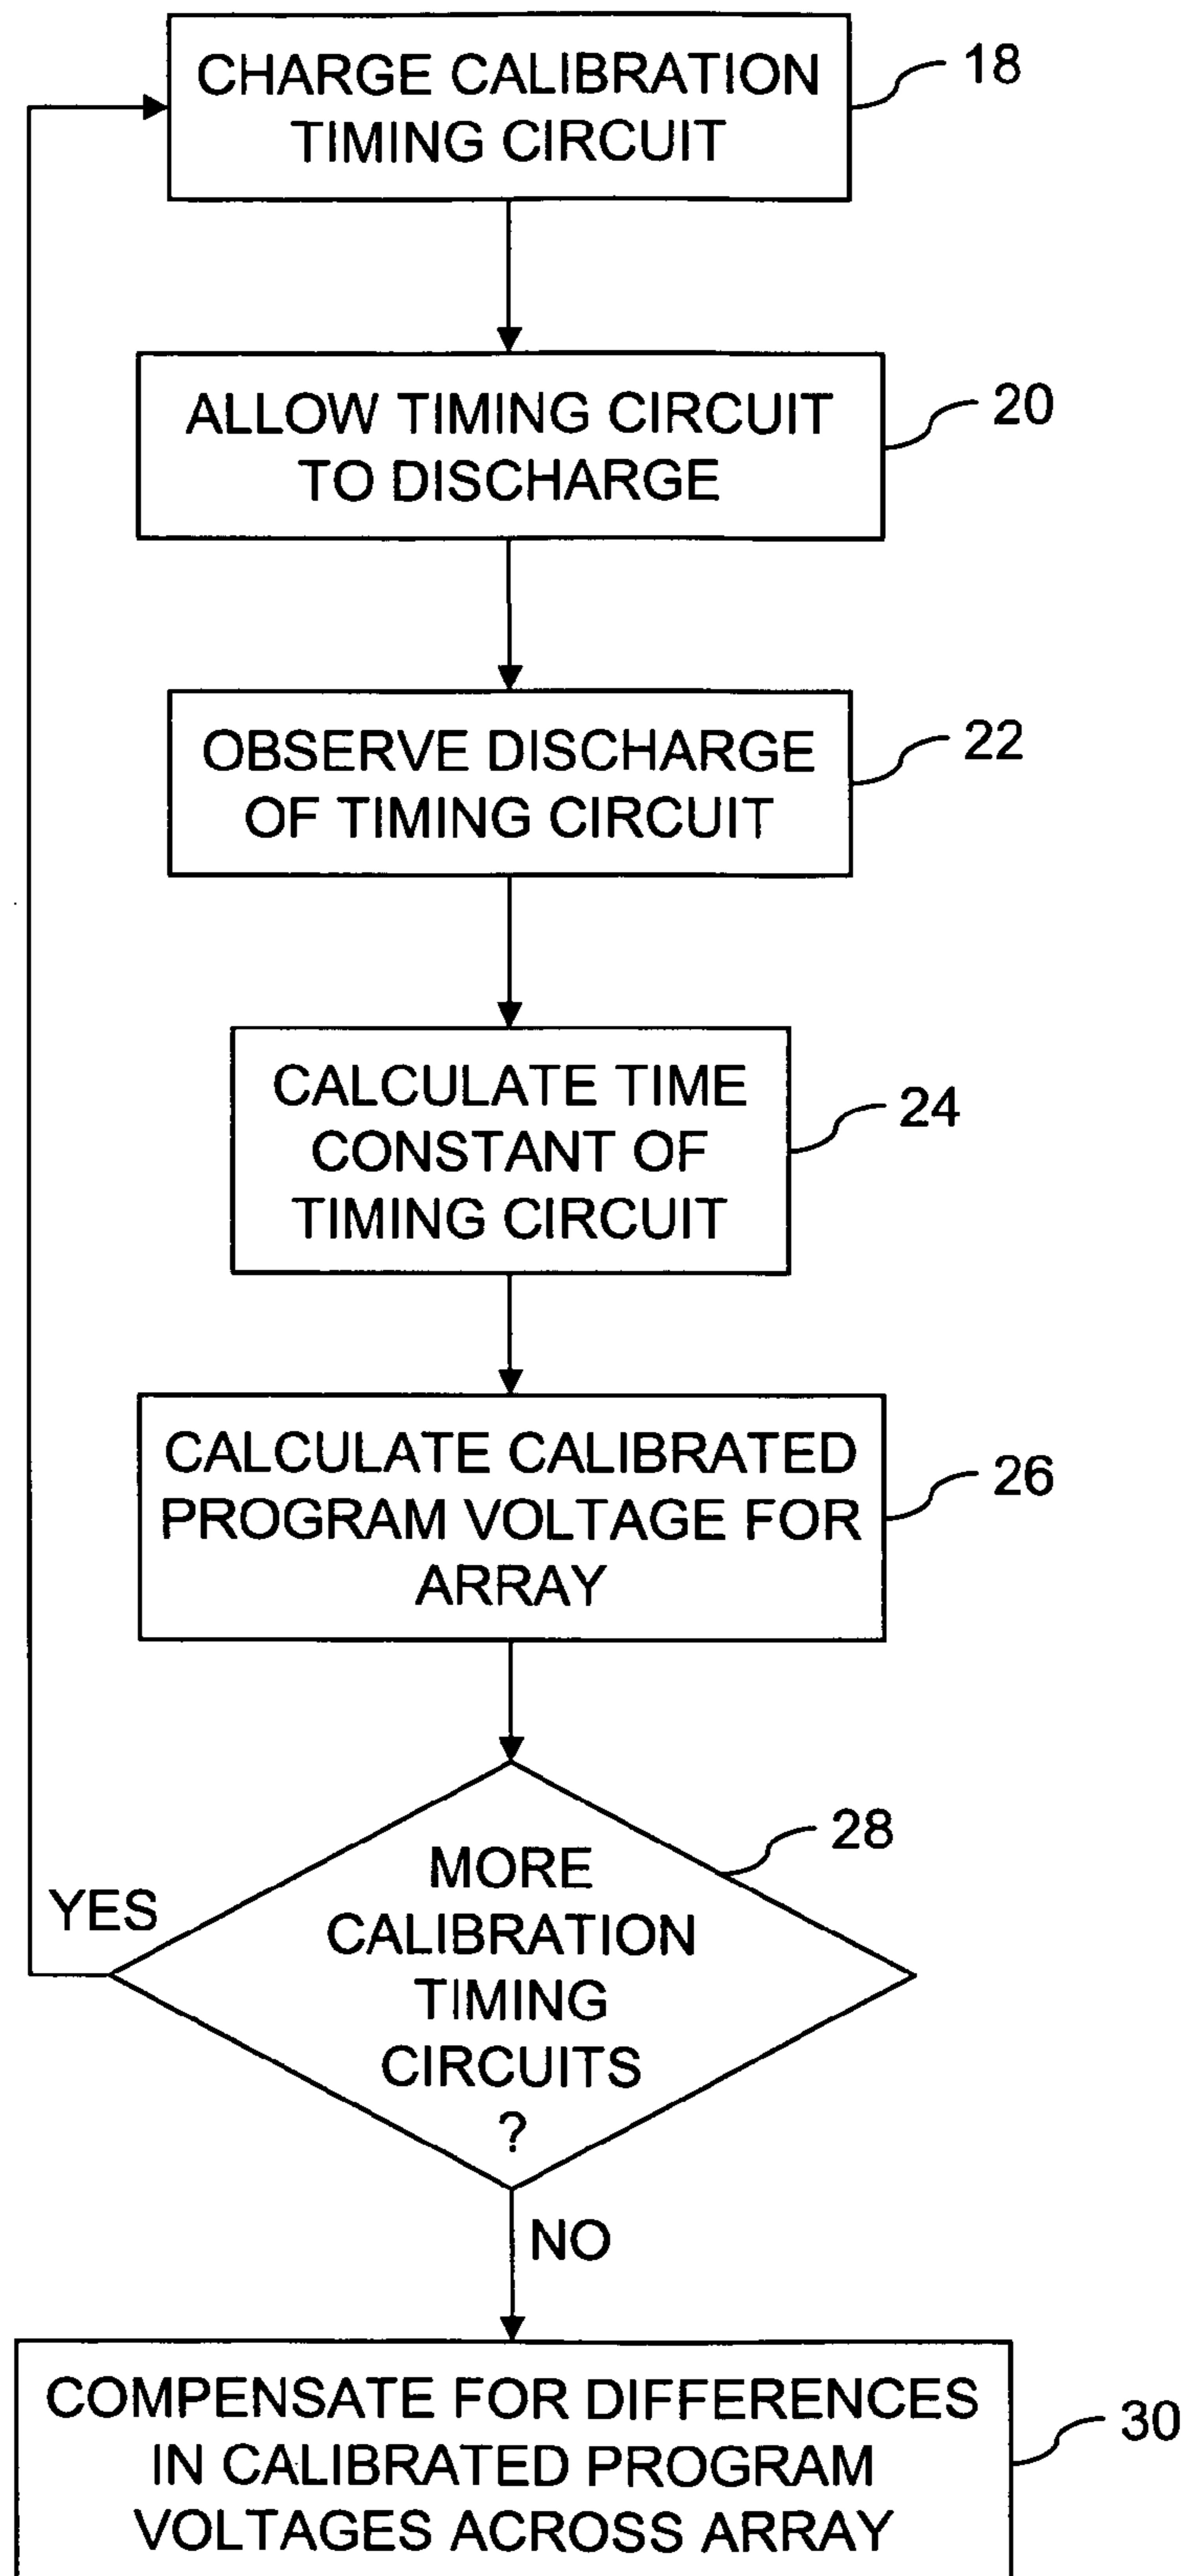 CHARGE CALIBRATION
TIMING CIRCUIT
18
ALLOW TIMING CIRCUIT
TO DISCHARGE
20
OBSERVE DISCHARGE
OF TIMING CIRCUIT
22
CALCULATE TIME
CONSTANT OF
TIMING CIRCUIT
24
CALCULATE CALIBRATED
PROGRAM VOLTAGE FOR
ARRAY
26
MORE
CALIBRATION
TIMING
CIRCUITS
?
28
YES
NO
COMPENSATE FOR DIFFERENCES
IN CALIBRATED PROGRAM
VOLTAGES ACROSS ARRAY
30